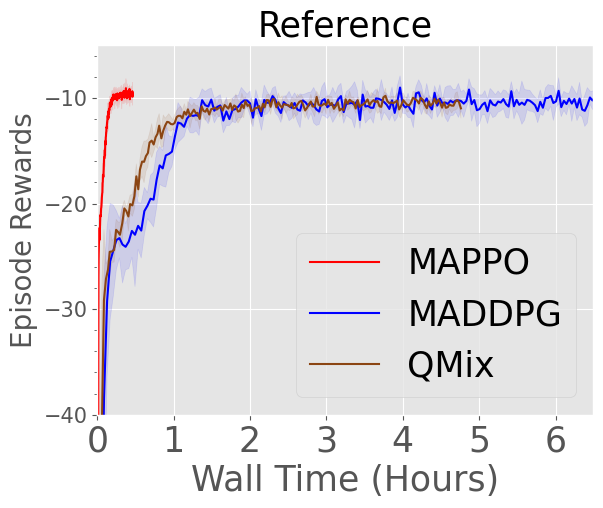 Reference
Episode Rewards
−10
−20
−30
−40
MAPPO
MADDPG
QMix
0 1 2 3 4 5 6
Wall Time (Hours)